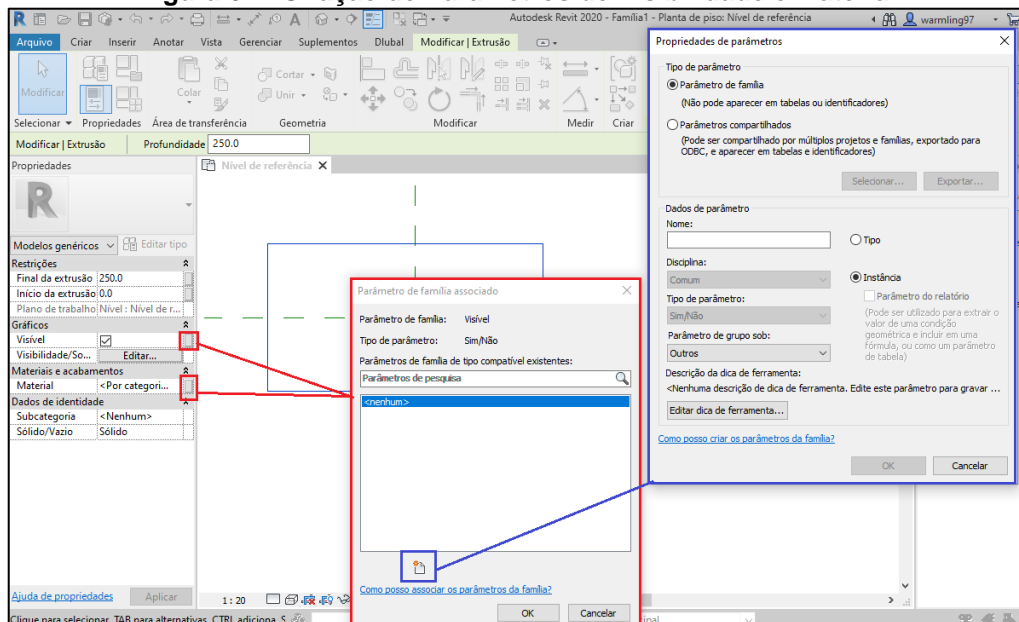 Autodesk Revit 2020 - Família1 - Planta de piso: Nível de referência
warmling97
Arquivo Criar Inserir Anotar Vista Gerenciar Suplementos Dlubal Modificar | Extrusão
Modificar
Colar
Cortar
Unir
Selecionar Propriedades Área de transferência Geometria Modificar Medir Criar
Modificar | Extrusão Profundidade 250.0
Propriedades
Nível de referência
R
Modelos genéricos Editar tipo
Restrições
Final da extrusão 250.0
Início da extrusão 0.0
Plano de trabalho Nível : Nível de r...
Gráficos
Visível
Visibilidade/So... Editar...
Materiais e acabamentos
Material <Por categori...
Dados de identidade
Subcategoria <Nenhum>
Sólido/Vazio Sólido
Ajuda de propriedades Aplicar
1 : 20
Clique para selecionar, TAB para alternativas, CTRL adiciona, S
Parâmetro de família associado
Parâmetro de família: Visível
Tipo de parâmetro: Sim/Não
Parâmetros de família de tipo compatível existentes:
Parâmetros de pesquisa
<nenhum>
Como posso associar os parâmetros da família?
OK Cancelar
Propriedades de parâmetros
Tipo de parâmetro
Parâmetro de família
(Não pode aparecer em tabelas ou identificadores)
Parâmetros compartilhados
(Pode ser compartilhado por múltiplos projetos e famílias, exportado para
ODBC, e aparecer em tabelas e identificadores)
Selecionar... Exportar...
Dados de parâmetro
Nome:
Tipo
Disciplina:
Comum
Instância
Tipo de parâmetro:
Parâmetro do relatório
Sim/Não
(Pode ser utilizado para extrair o
valor de uma condição
geométrica e incluir em uma
fórmula, ou como um parâmetro
de tabela)
Parâmetro de grupo sob:
Outros
Descrição da dica de ferramenta:
<Nenhuma descrição de dica de ferramenta. Edite este parâmetro para gravar ...
Editar dica de ferramenta...
Como posso criar os parâmetros da família?
OK Cancelar